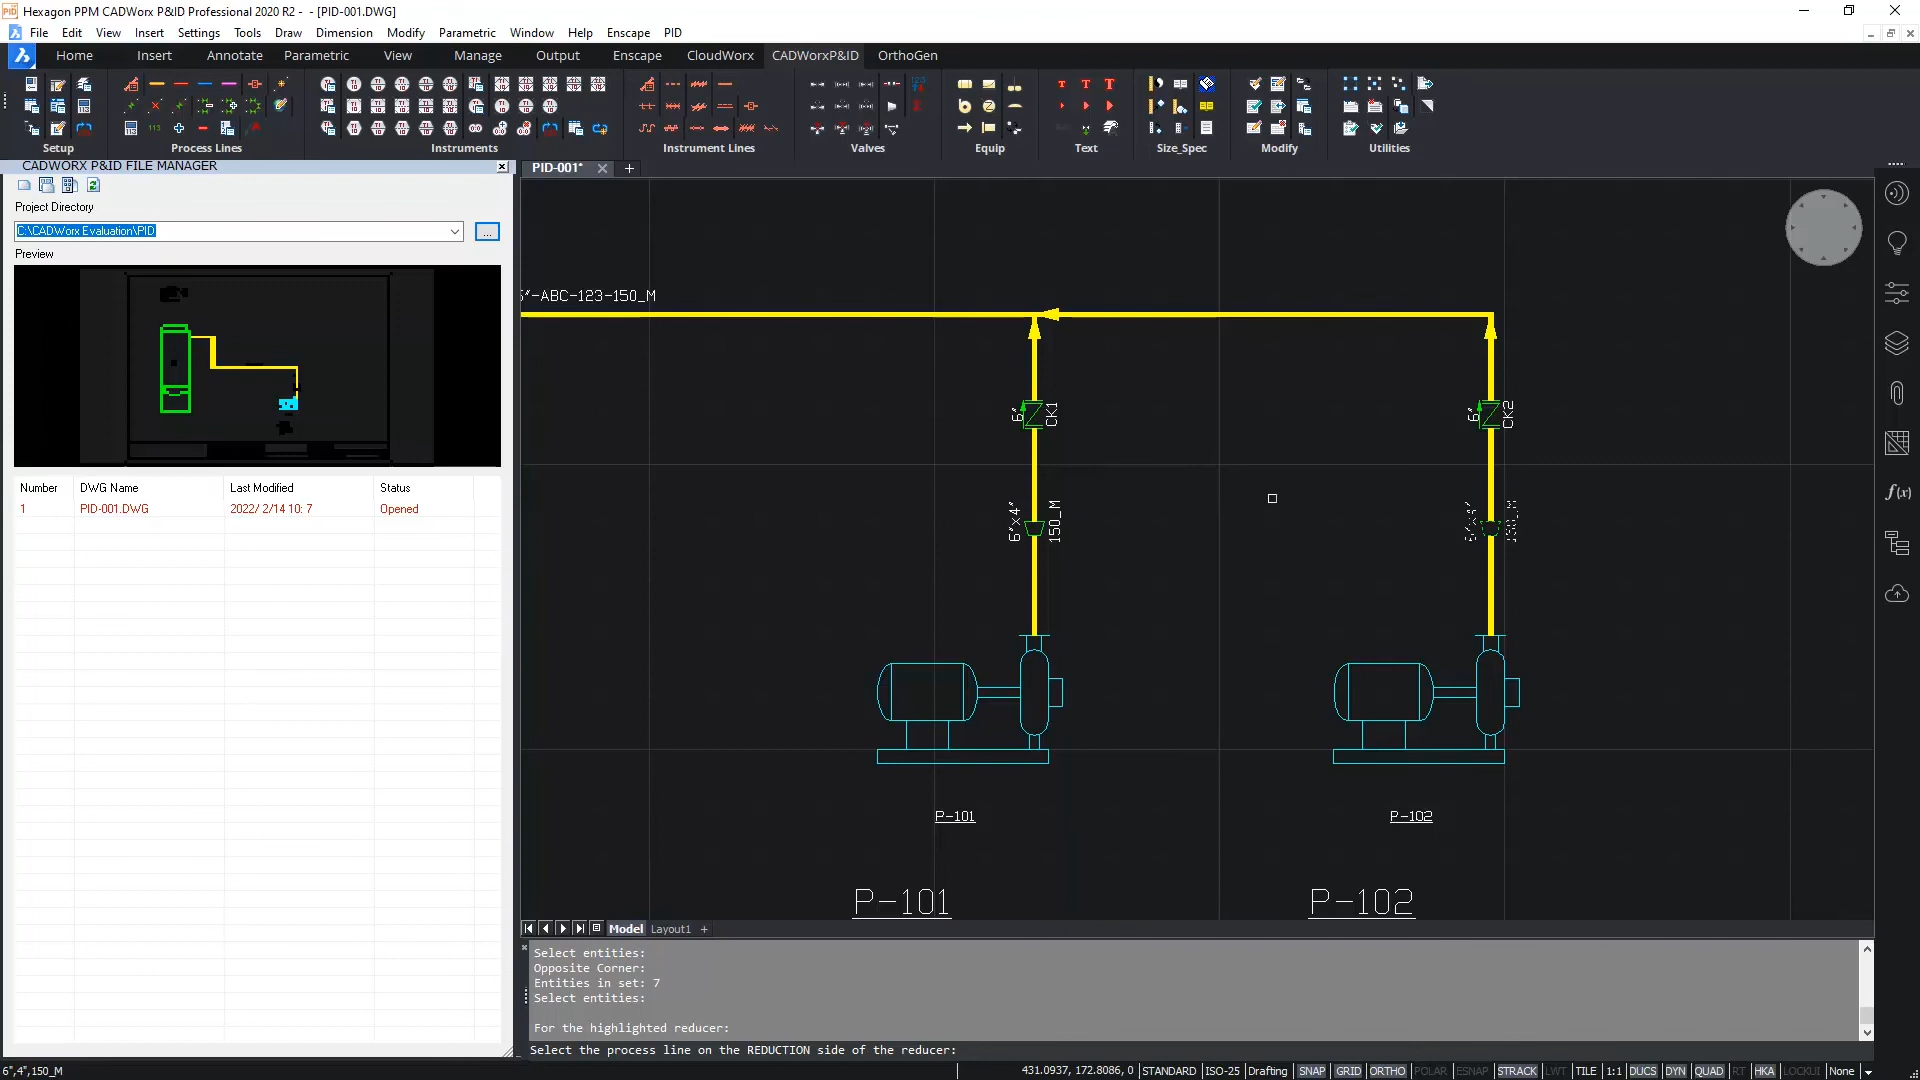 Hexagon PPM CADWorx P&ID Professional 2020 R2 - - [PID-001.DWG]
File Edit View Insert Settings Tools Draw Dimension Modify Parametric Window Help Enscape PID
Home Insert Annotate Parametric View Manage Output Enscape CloudWorx CADWorxP&ID OrthoGen
Setup Process Lines Instruments Instrument Lines Valves Equip Text Size_Spec Modify Utilities
CADWORX P&ID FILE MANAGER
PID-001*
Project Directory
C:\CADWorx Evaluation\PID
...
Preview
Number DWG Name Last Modified Status
1 PID-001.DWG 2022/ 2/14 10: 7 Opened
"-ABC-123-150_M
6" CK1
6" CK2
6"x4" 150_M
P-101
P-102
P-101
P-102
Model Layout1 +
Select entities:
Opposite Corner:
Entities in set: 7
Select entities:
For the highlighted reducer:
Select the process line on the REDUCTION side of the reducer:
6",4",150_M
431.0937, 172.8086, 0 STANDARD ISO-25 Drafting SNAP GRID ORTHO POLAR ESNAP STRACK LWT TILE 1:1 DUCS DYN QUAD RT HKA LOCKUI None